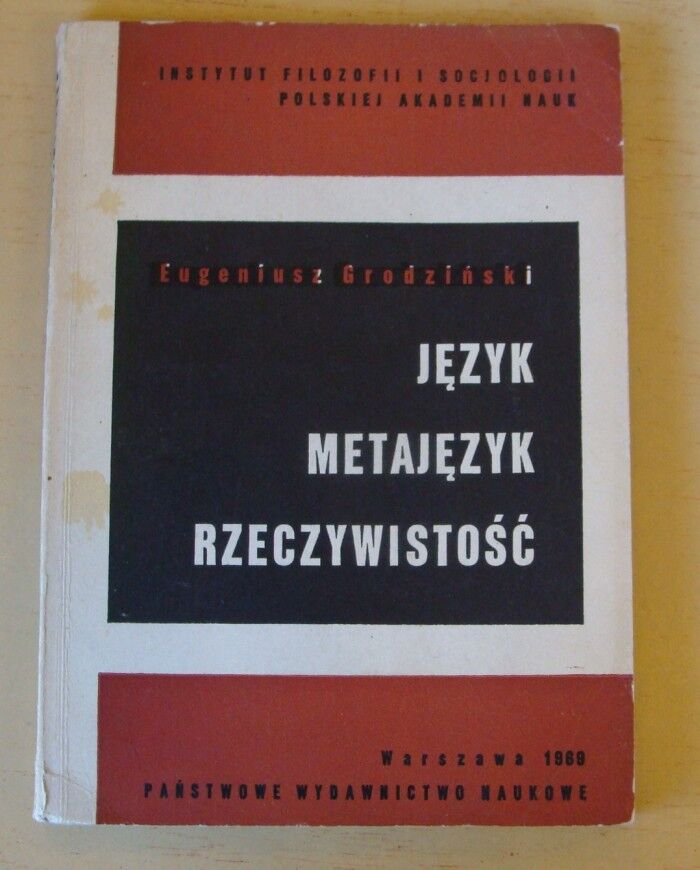 INSTYTUT FILOZOFII I SOCJOLOGII
POLSKIEJ AKADEMII NAUK
Eugeniusz Grodziński
JĘZYK
METAJĘZYK
RZECZYWISTOŚĆ
Warszawa 1969
PAŃSTWOWE WYDAWNICTWO NAUKOWE